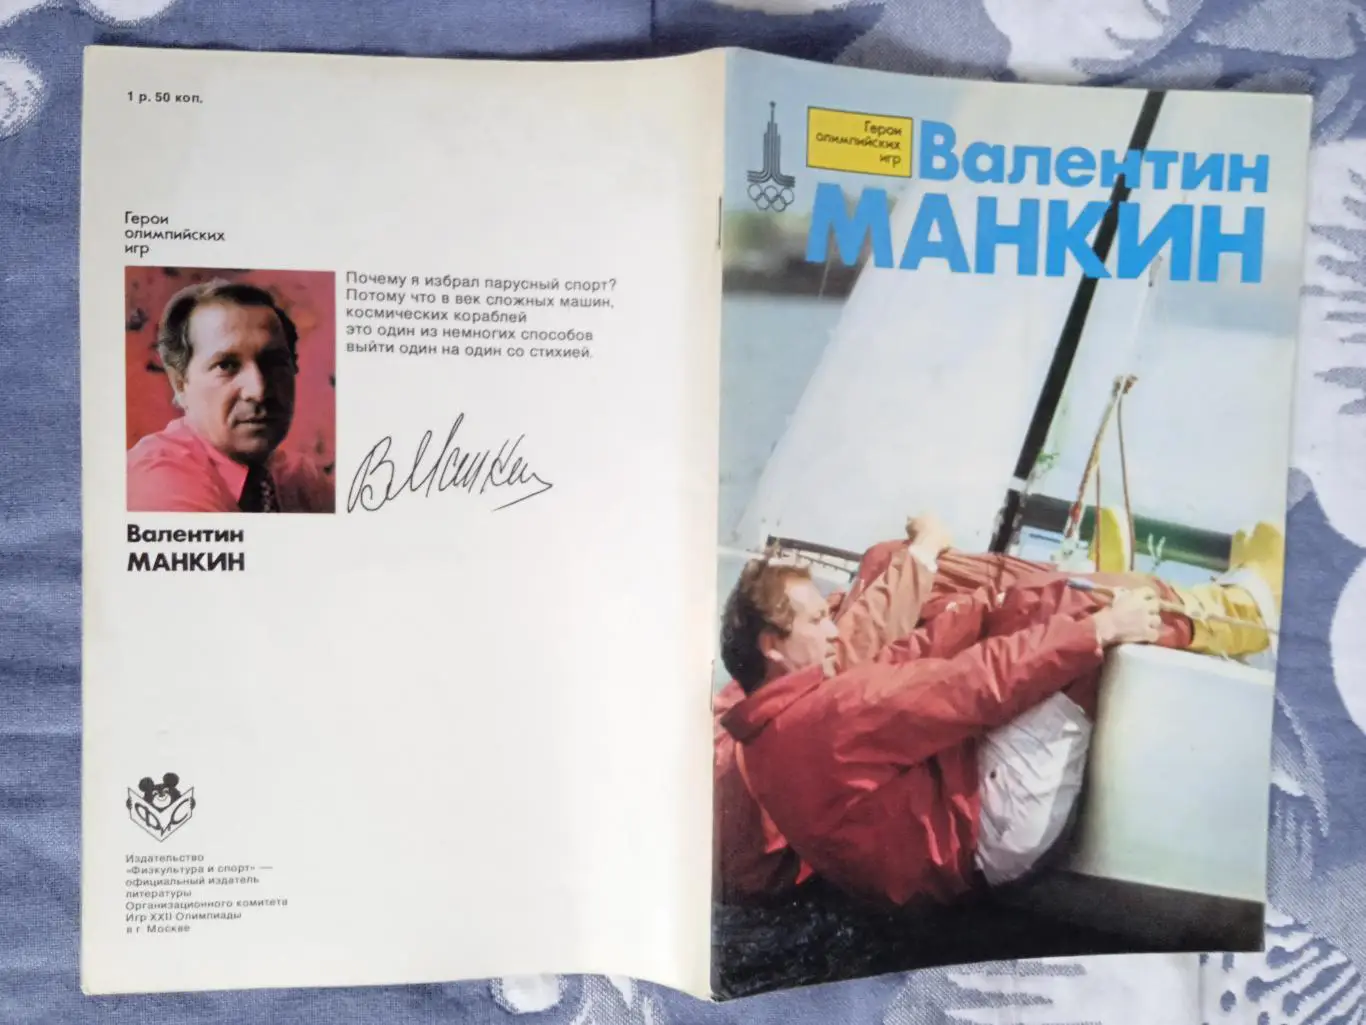 1 р. 50 коп.
Герои
олимпийских
игр
Почему я избрал парусный спорт?
Потому что в век сложных машин,
космических кораблей
это один из немногих способов
выйти один на один со стихией.
ВМанкин
Валентин
МАНКИН
ФиС
Издательство
«Физкультура и спорт» —
официальный издатель
литературы
Организационного комитета
Игр XXII Олимпиады
в г. Москве
Герои
олимпийских
игр
Валентин
МАНКИН